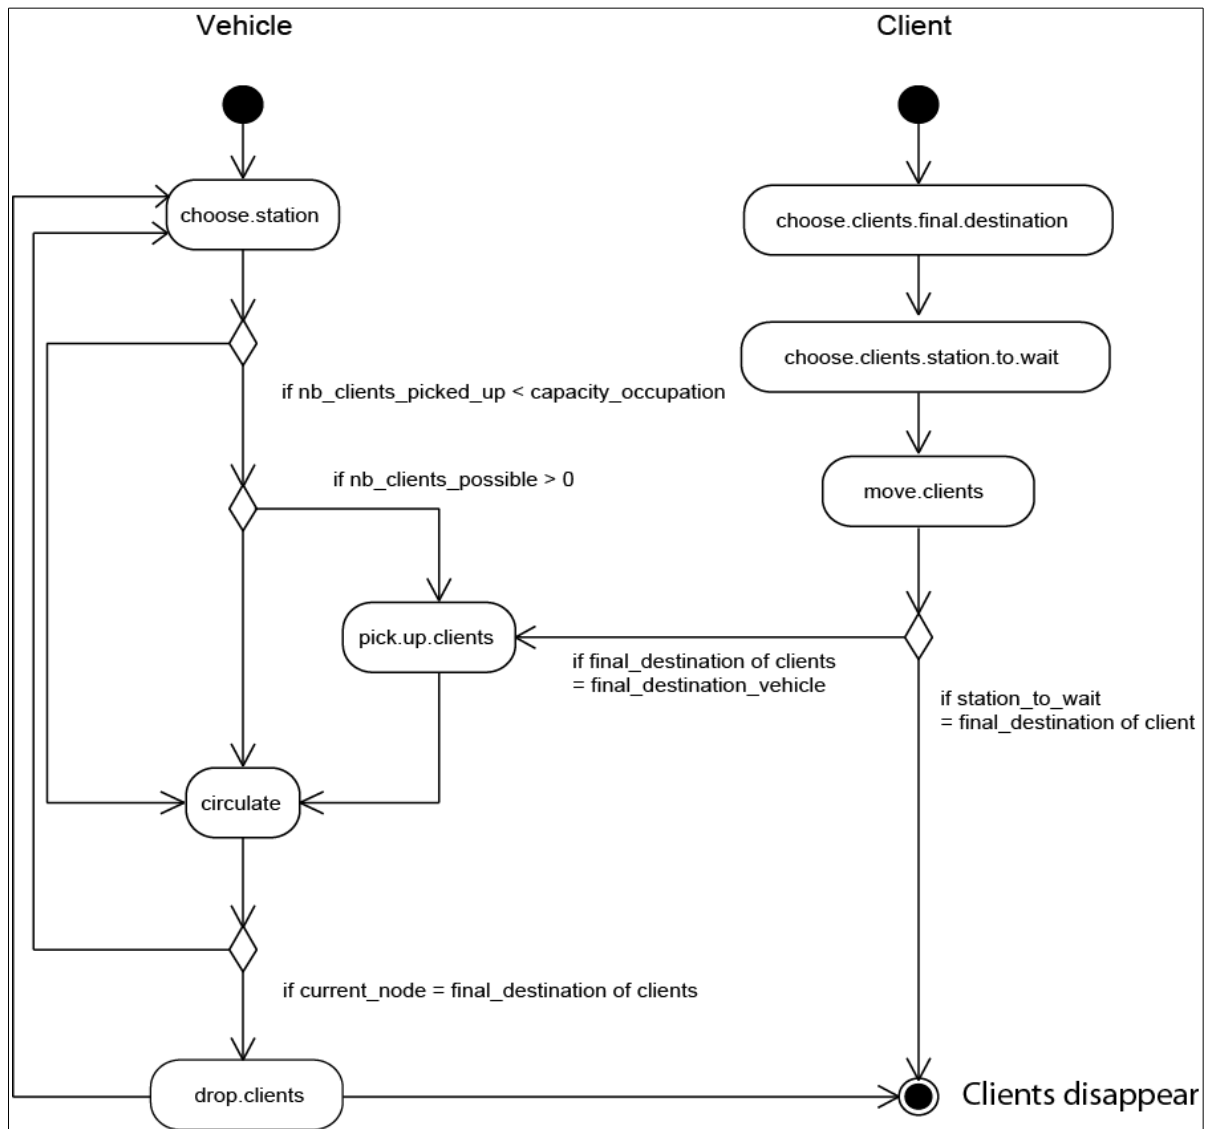 Vehicle
Client
choose.station
choose.clients.final.destination
choose.clients.station.to.wait
if nb_clients_picked_up < capacity_occupation
if nb_clients_possible > 0
move.clients
pick.up.clients
if final_destination of clients
= final_destination_vehicle
if station_to_wait
= final_destination of client
circulate
if current_node = final_destination of clients
drop.clients
Clients disappear